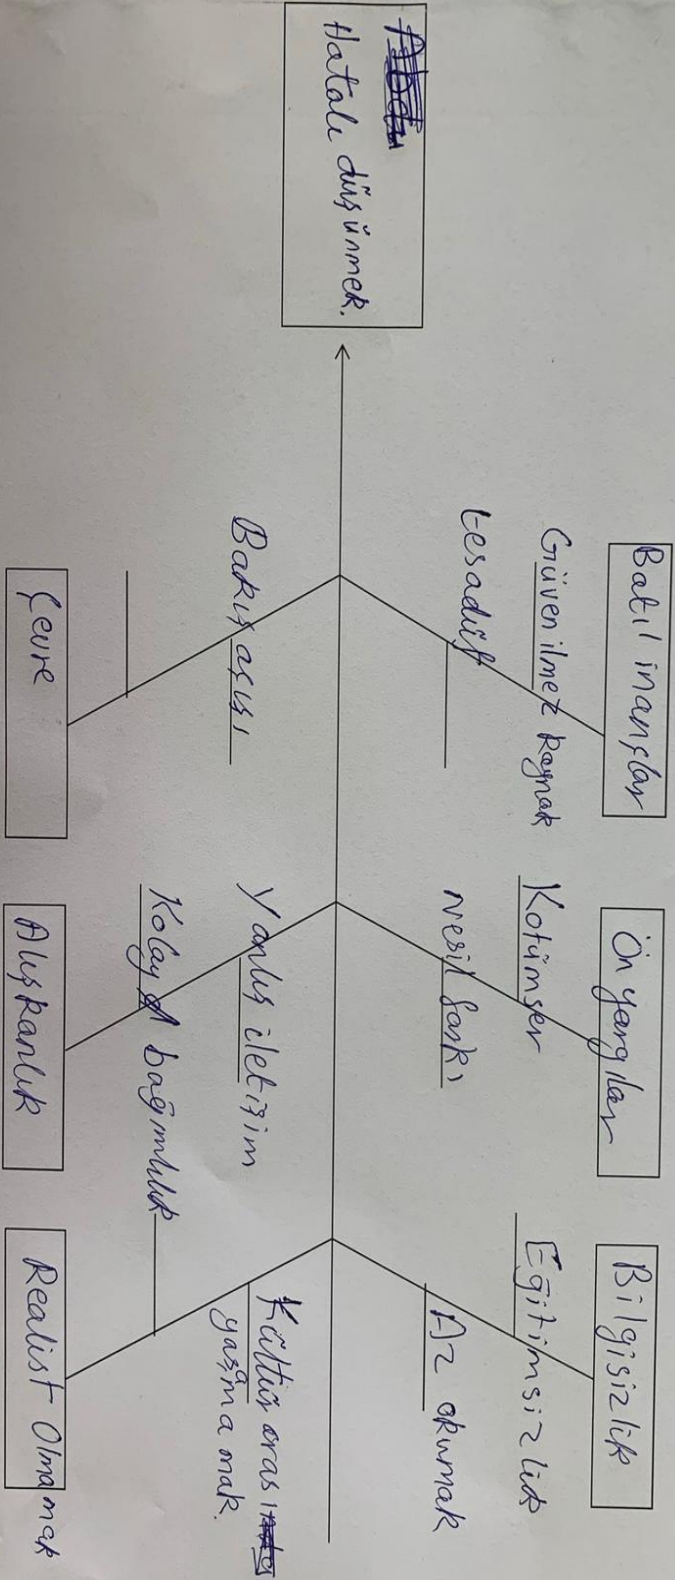 Hatalı düşünmek.
Batıl inançlar
Güvenilmez kaynak
tesadüf
Ön yargılar
Kotümser
nesil farkı
Bilgisizlik
Eğitimsizlik
Az okumak
Bakış açısı
Çevre
Yanlış iletişim
Kolay bağımlılık
Alışkanlık
Kültür arası
yaşamamak.
Realist Olmamak